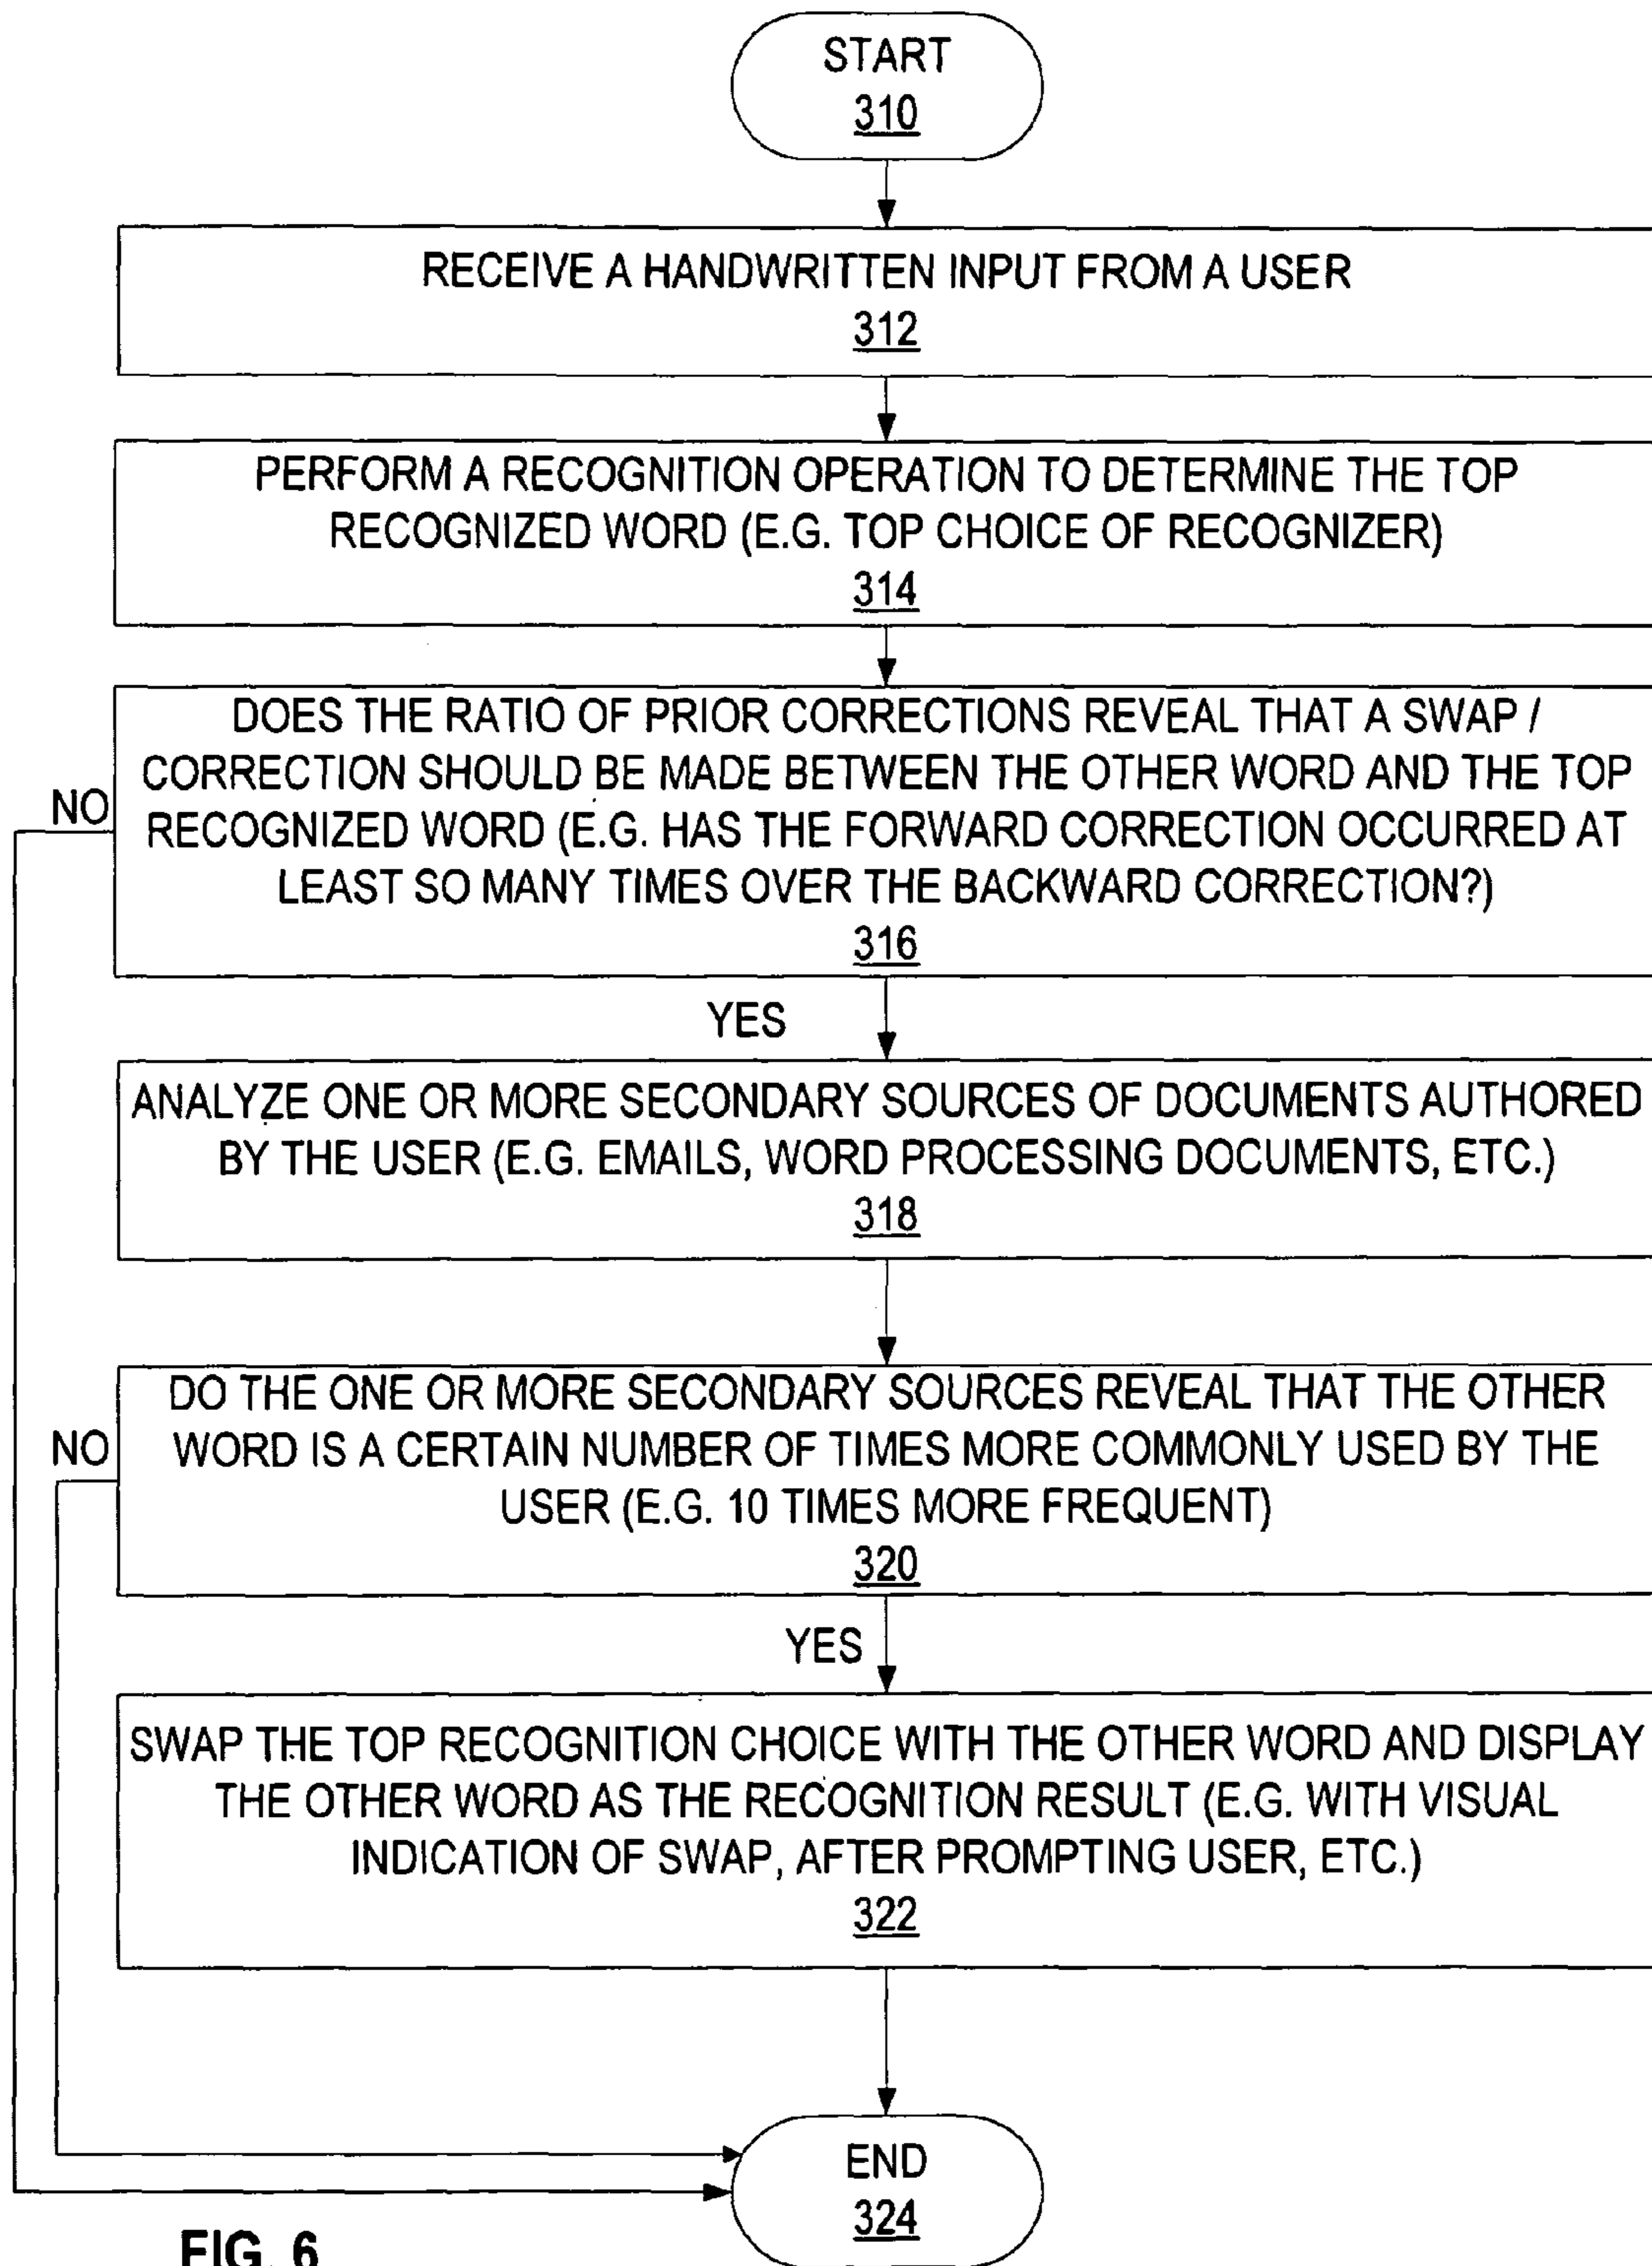 START
310
RECEIVE A HANDWRITTEN INPUT FROM A USER
312
PERFORM A RECOGNITION OPERATION TO DETERMINE THE TOP
RECOGNIZED WORD (E.G. TOP CHOICE OF RECOGNIZER)
314
DOES THE RATIO OF PRIOR CORRECTIONS REVEAL THAT A SWAP /
CORRECTION SHOULD BE MADE BETWEEN THE OTHER WORD AND THE TOP
NO
RECOGNIZED WORD (E.G. HAS THE FORWARD CORRECTION OCCURRED AT
LEAST SO MANY TIMES OVER THE BACKWARD CORRECTION?)
316
YES
ANALYZE ONE OR MORE SECONDARY SOURCES OF DOCUMENTS AUTHORED
BY THE USER (E.G. EMAILS, WORD PROCESSING DOCUMENTS, ETC.)
318
DO THE ONE OR MORE SECONDARY SOURCES REVEAL THAT THE OTHER
NO
WORD IS A CERTAIN NUMBER OF TIMES MORE COMMONLY USED BY THE
USER (E.G. 10 TIMES MORE FREQUENT)
320
YES
SWAP THE TOP RECOGNITION CHOICE WITH THE OTHER WORD AND DISPLAY
THE OTHER WORD AS THE RECOGNITION RESULT (E.G. WITH VISUAL
INDICATION OF SWAP, AFTER PROMPTING USER, ETC.)
322
END
324
FIG. 6